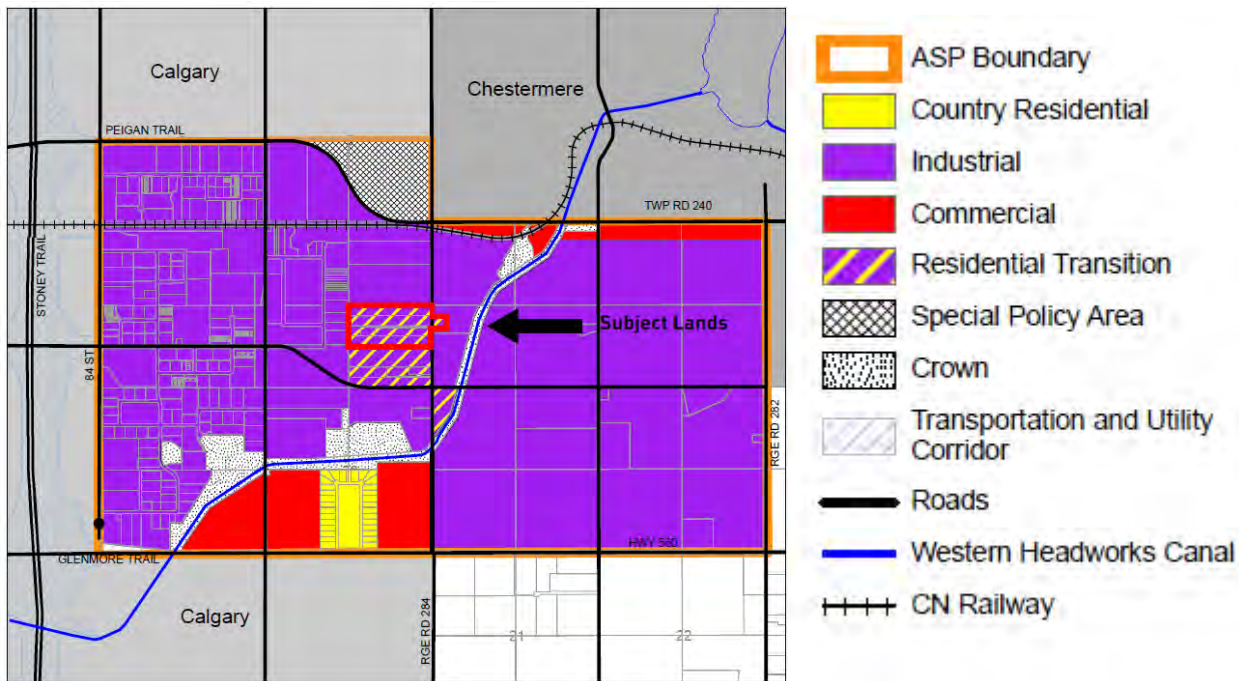 Calgary
Chestermere
PEIGAN TRAIL
TWP RD 240
STONEY TRAIL
Subject Lands
84 ST
RGE RD 282
HWY 560
GLENMORE TRAIL
Calgary
RGE RD 284
21
22
ASP Boundary
Country Residential
Industrial
Commercial
Residential Transition
Special Policy Area
Crown
Transportation and Utility
Corridor
Roads
Western Headworks Canal
CN Railway